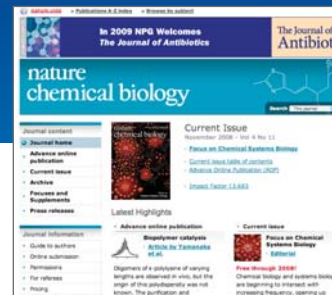 nature.com » Publications A-Z index » Browse by subject
In 2009 NPG Welcomes
The Journal of Antibiotics
The Journal of
Antibiot
nature
chemical biology
Search This journal
Journal content
Journal home
Advance online
publication
Current issue
Archive
Focuses and
Supplements
Press releases
Journal information
Guide to authors
Online submission
Permissions
For referees
Pricing
Current Issue
November 2008 - Vol 4 No 11
Focus on Chemical Systems Biology
Current issue table of contents
Advance Online Publication (AOP)
Impact Factor 13.683
Latest Highlights
Advance online publication
Biopolymer catalysis
Article by Yamanaka
et al.
Oligomers of ε-polylysine of varying
lengths are observed in vivo, but the
origin of this polydispersity was not
known. The purification and
Current issue
Focus on Chemical
Systems Biology
Editorial
Free through 2008!
Chemical biology and systems biology
are beginning to intersect with
increasing frequency, opening up